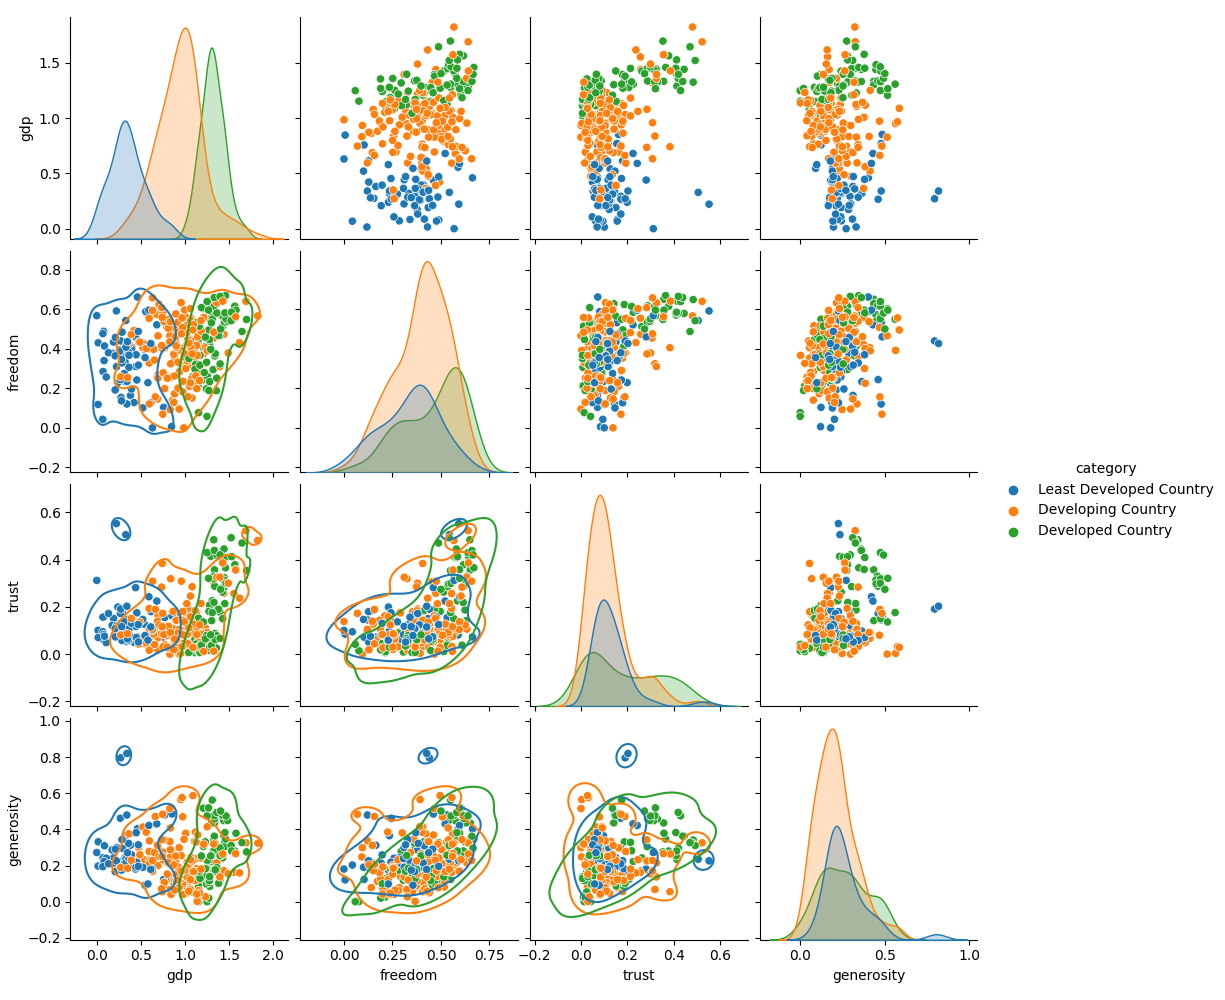 gdp
1.5
1.0
0.5
0.0
freedom
0.8
0.6
0.4
0.2
0.0
−0.2
trust
0.6
0.4
0.2
0.0
−0.2
generosity
1.0
0.8
0.6
0.4
0.2
0.0
−0.2
0.0 0.5 1.0 1.5 2.0
gdp
0.00 0.25 0.50 0.75
freedom
−0.2 0.0 0.2 0.4 0.6
trust
0.0 0.5 1.0
generosity
category
Least Developed Country
Developing Country
Developed Country